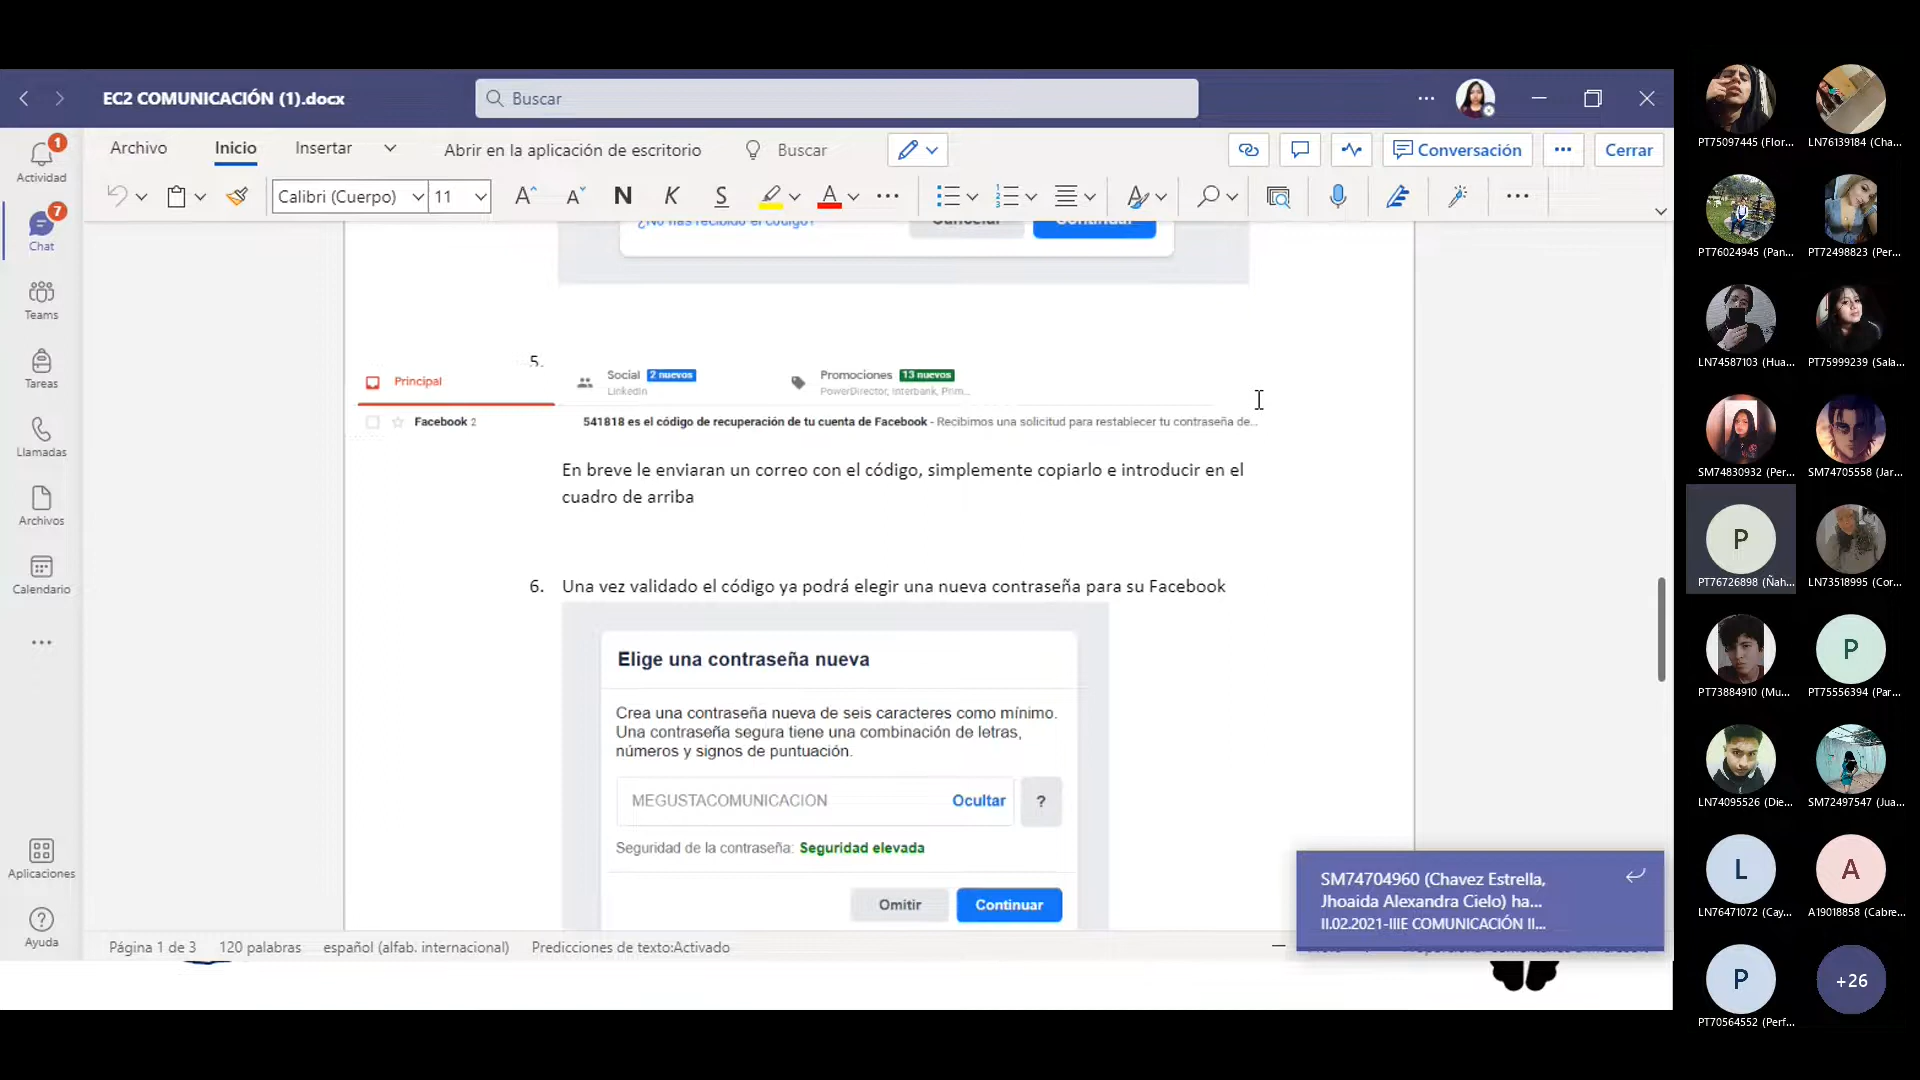 EC2 COMUNICACIÓN (1).docx
Buscar
Archivo
Inicio
Insertar
Abrir en la aplicación de escritorio
Buscar
Conversación
Cerrar
Calibri (Cuerpo)
11
N
K
S
1
Actividad
7
Chat
Teams
Tareas
Llamadas
Archivos
Calendario
Aplicaciones
Ayuda
¿No has recibido el código?
Cancelar
Continuar
5.
Principal
Social 2 nuevos
LinkedIn
Promociones 13 nuevos
PowerDirector, Interbank, Prim...
Facebook 2
541818 es el código de recuperación de tu cuenta de Facebook - Recibimos una solicitud para restablecer tu contraseña de...
En breve le enviaran un correo con el código, simplemente copiarlo e introducir en el
cuadro de arriba
6. Una vez validado el código ya podrá elegir una nueva contraseña para su Facebook
Elige una contraseña nueva
Crea una contraseña nueva de seis caracteres como mínimo.
Una contraseña segura tiene una combinación de letras,
números y signos de puntuación.
MEGUSTACOMUNICACION
Ocultar
?
Seguridad de la contraseña: Seguridad elevada
Omitir
Continuar
SM74704960 (Chavez Estrella,
Jhoaida Alexandra Cielo) ha...
II.02.2021-IIIE COMUNICACIÓN II...
Página 1 de 3
120 palabras
español (alfab. internacional)
Predicciones de texto:Activado
PT75097445 (Flor...
LN76139184 (Cha...
PT76024945 (Pan...
PT72498823 (Per...
LN74587103 (Hua...
PT75999239 (Sala...
SM74830932 (Per...
SM74705558 (Jar...
P
PT76726898 (Ñah...
LN73518995 (Cor...
PT73884910 (Mu...
P
PT75556394 (Par...
LN74095526 (Die...
SM72497547 (Jua...
L
LN76471072 (Cay...
A
A19018858 (Cabre...
P
PT70564552 (Perf...
+26